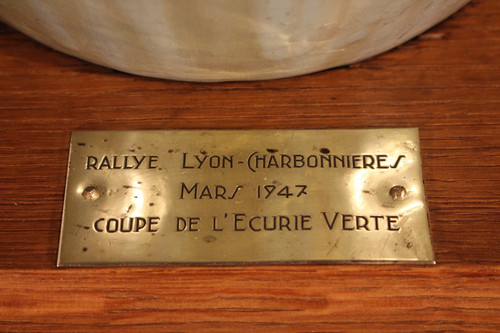 RALLYE LYON-CHARBONNIERES
MARS 1947
COUPE DE L'ECURIE VERTE